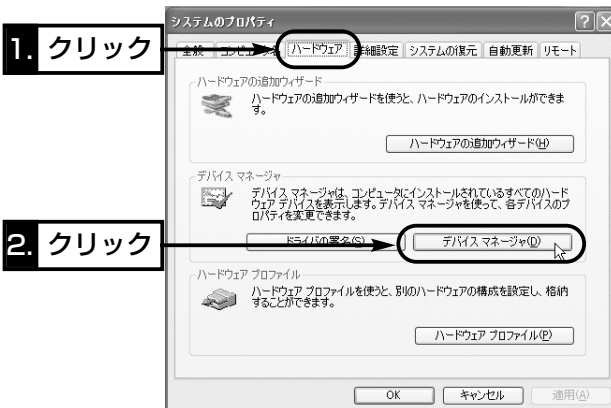 システムのプロパティ
1. クリック
全般 コンピュータ名 ハードウェア 詳細設定 システムの復元 自動更新 リモート
ハードウェアの追加ウィザード
ハードウェアの追加ウィザードを使うと、ハードウェアのインストールができま
す。
ハードウェアの追加ウィザード(H)
デバイス マネージャ
デバイス マネージャは、コンピュータにインストールされているすべてのハード
ウェア デバイスを表示します。デバイス マネージャを使って、各デバイスのプ
ロパティを変更できます。
2. クリック
ドライバの署名(S) デバイス マネージャ(D)
ハードウェア プロファイル
ハードウェア プロファイルを使うと、別のハードウェアの構成を設定し、格納
することができます。
ハードウェア プロファイル(P)
OK キャンセル 適用(A)